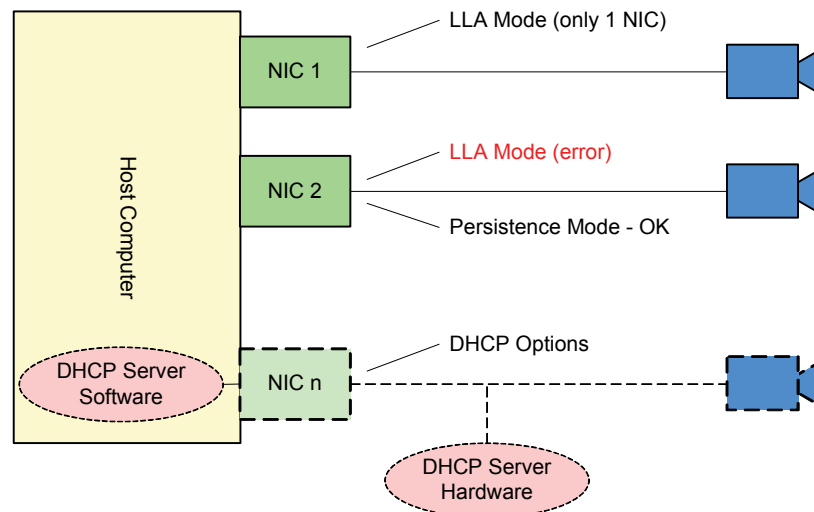 LLA Mode (only 1 NIC)
NIC 1
LLA Mode (error)
NIC 2
Persistence Mode - OK
Host Computer
DHCP Options
DHCP Server
Software
NIC n
DHCP Server
Hardware